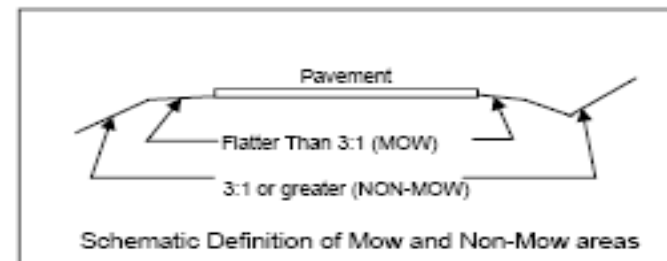 Pavement
Flatter Than 3:1 (MOW)
3:1 or greater (NON-MOW)
Schematic Definition of Mow and Non-Mow areas